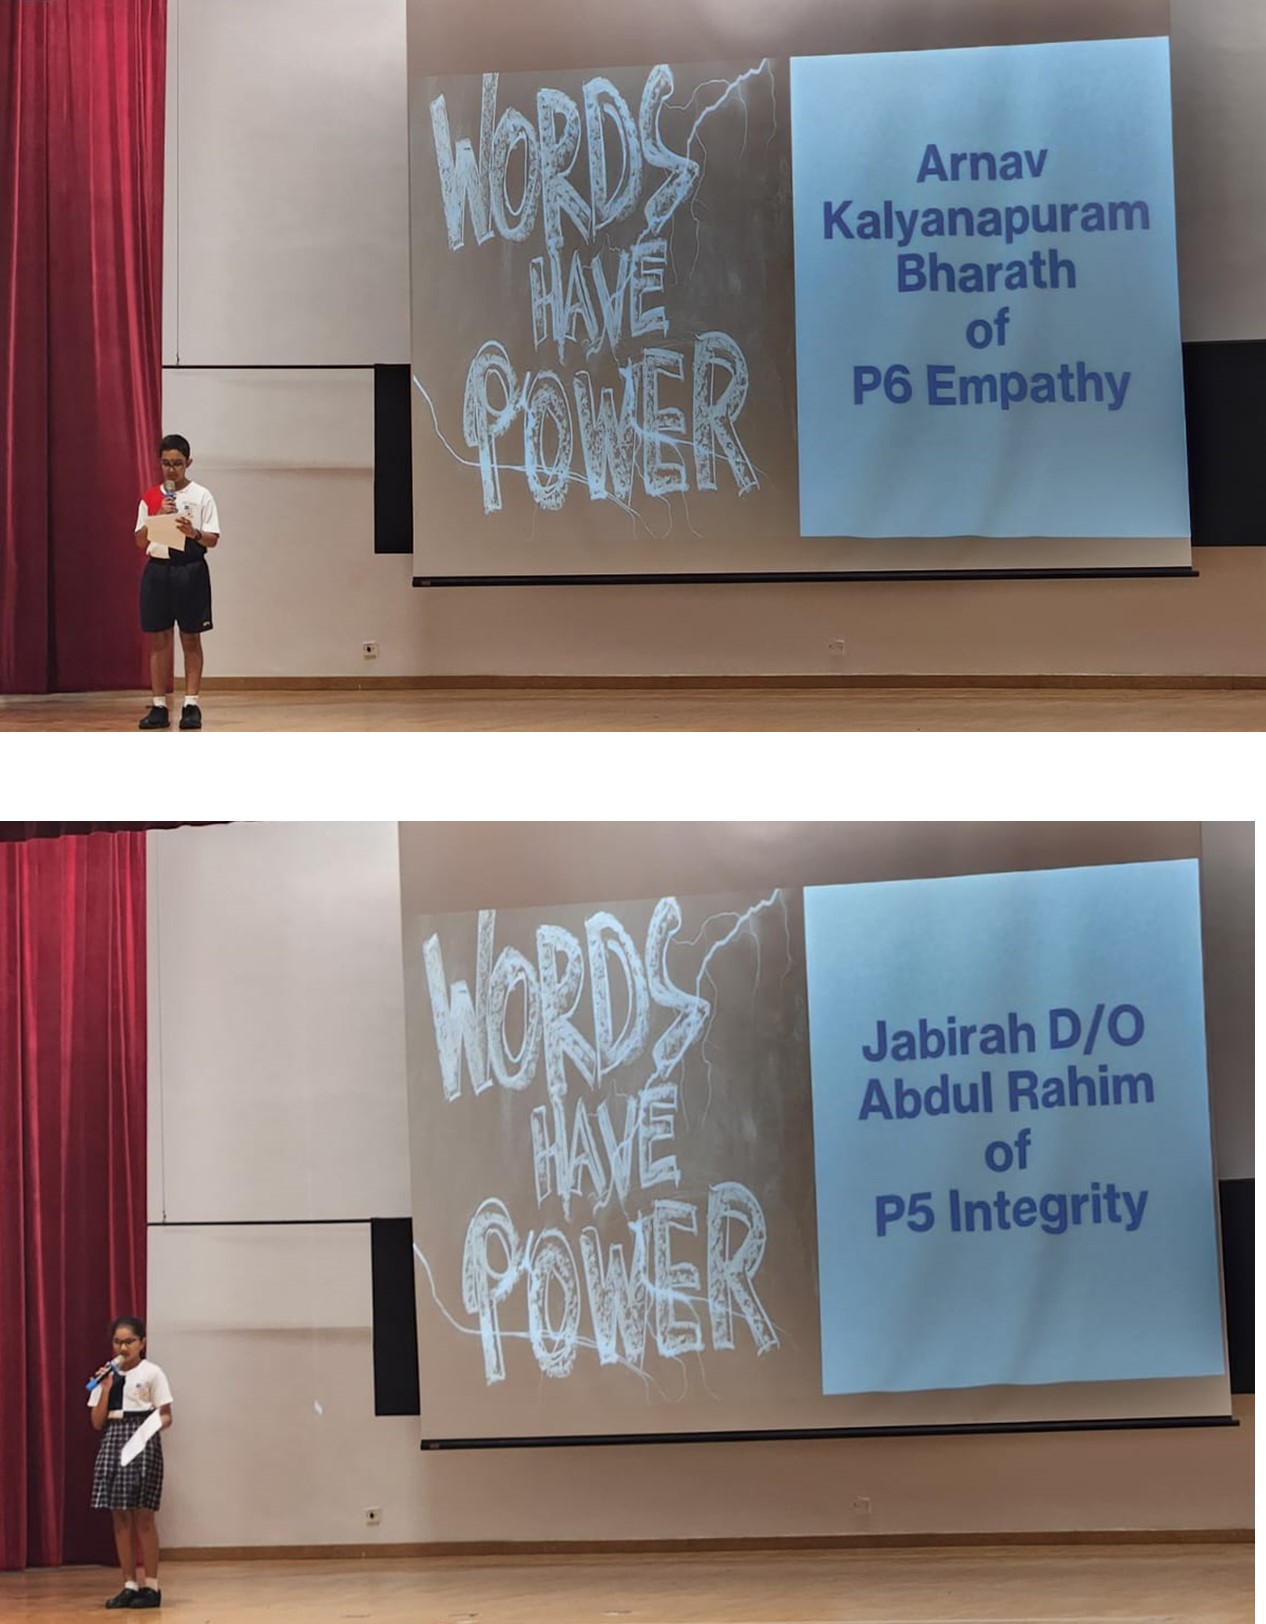 WORDS
HAVE
POWER
Arnav
Kalyanapuram
Bharath
of
P6 Empathy
WORDS
HAVE
POWER
Jabirah D/O
Abdul Rahim
of
P5 Integrity